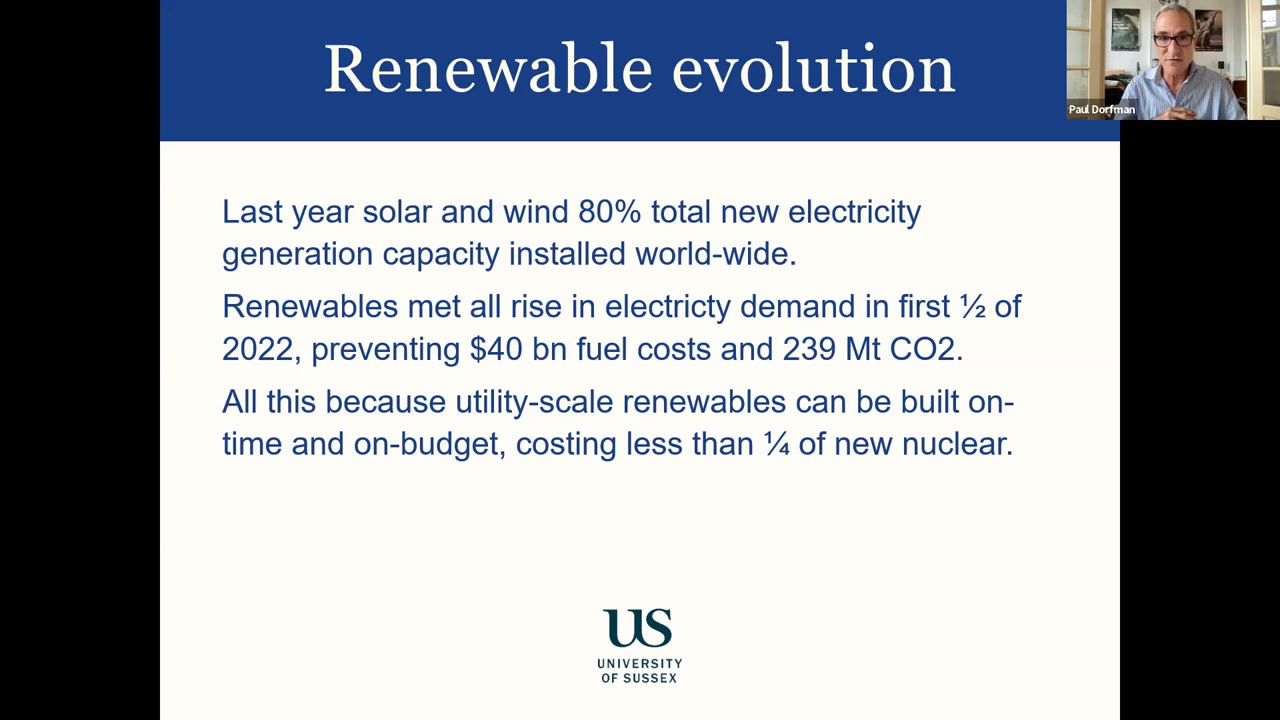 Renewable evolution
Paul Dorfman
Last year solar and wind 80% total new electricity
generation capacity installed world-wide.
Renewables met all rise in electricty demand in first ½ of
2022, preventing $40 bn fuel costs and 239 Mt CO2.
All this because utility-scale renewables can be built on-
time and on-budget, costing less than ¼ of new nuclear.
US
UNIVERSITY
OF SUSSEX